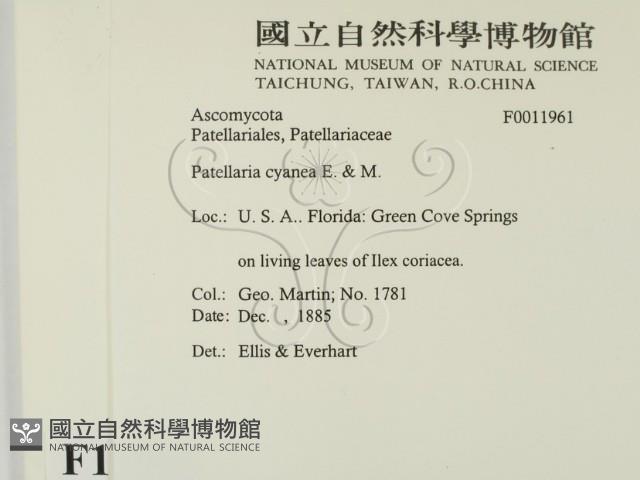 國立自然科學博物館
NATIONAL MUSEUM OF NATURAL SCIENCE
TAICHUNG, TAIWAN, R.O.CHINA
Ascomycota F0011961
Patellariales, Patellariaceae
Patellaria cyanea E. & M.
Loc.: U. S. A.. Florida: Green Cove Springs
on living leaves of Ilex coriacea.
Col.: Geo. Martin; No. 1781
Date: Dec. , 1885
Det.: Ellis & Everhart
國立自然科學博物館
NATIONAL MUSEUM OF NATURAL SCIENCE
F1